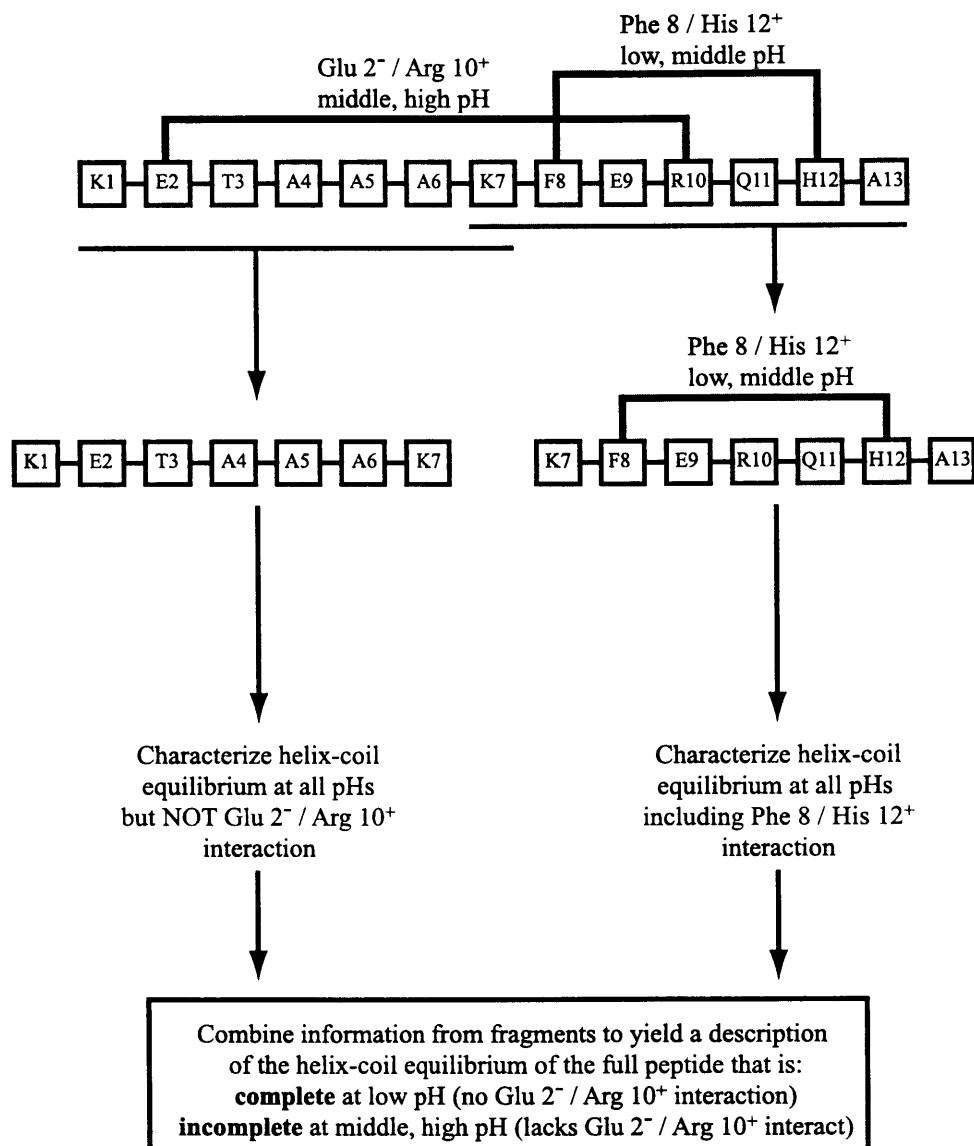 Phe 8 / His 12⁺
low, middle pH
Glu 2⁻ / Arg 10⁺
middle, high pH
K1 E2 T3 A4 A5 A6 K7 F8 E9 R10 Q11 H12 A13
Phe 8 / His 12⁺
low, middle pH
K1 E2 T3 A4 A5 A6 K7
K7 F8 E9 R10 Q11 H12 A13
Characterize helix-coil
equilibrium at all pHs
but NOT Glu 2⁻ / Arg 10⁺
interaction
Characterize helix-coil
equilibrium at all pHs
including Phe 8 / His 12⁺
interaction
Combine information from fragments to yield a description
of the helix-coil equilibrium of the full peptide that is:
complete at low pH (no Glu 2⁻ / Arg 10⁺ interaction)
incomplete at middle, high pH (lacks Glu 2⁻ / Arg 10⁺ interact)